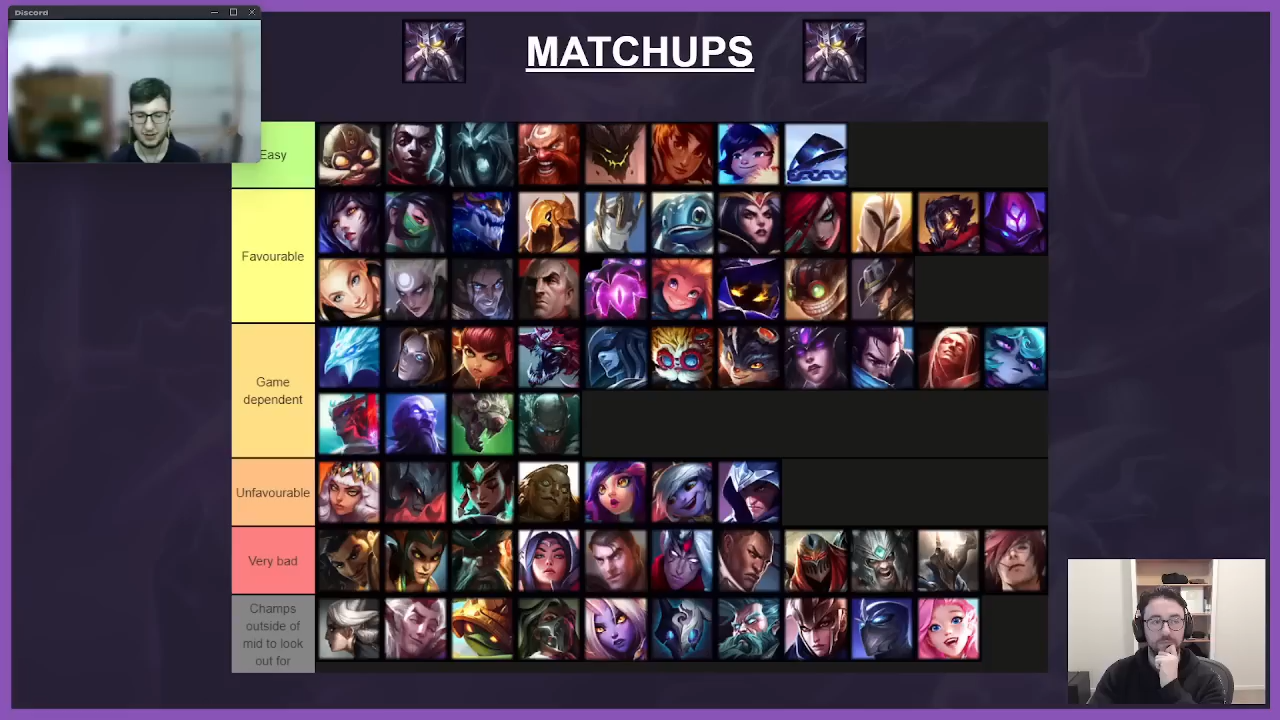 Discord
MATCHUPS
Easy
Favourable
Game
dependent
Unfavourable
Very bad
Champs
outside of
mid to look
out for